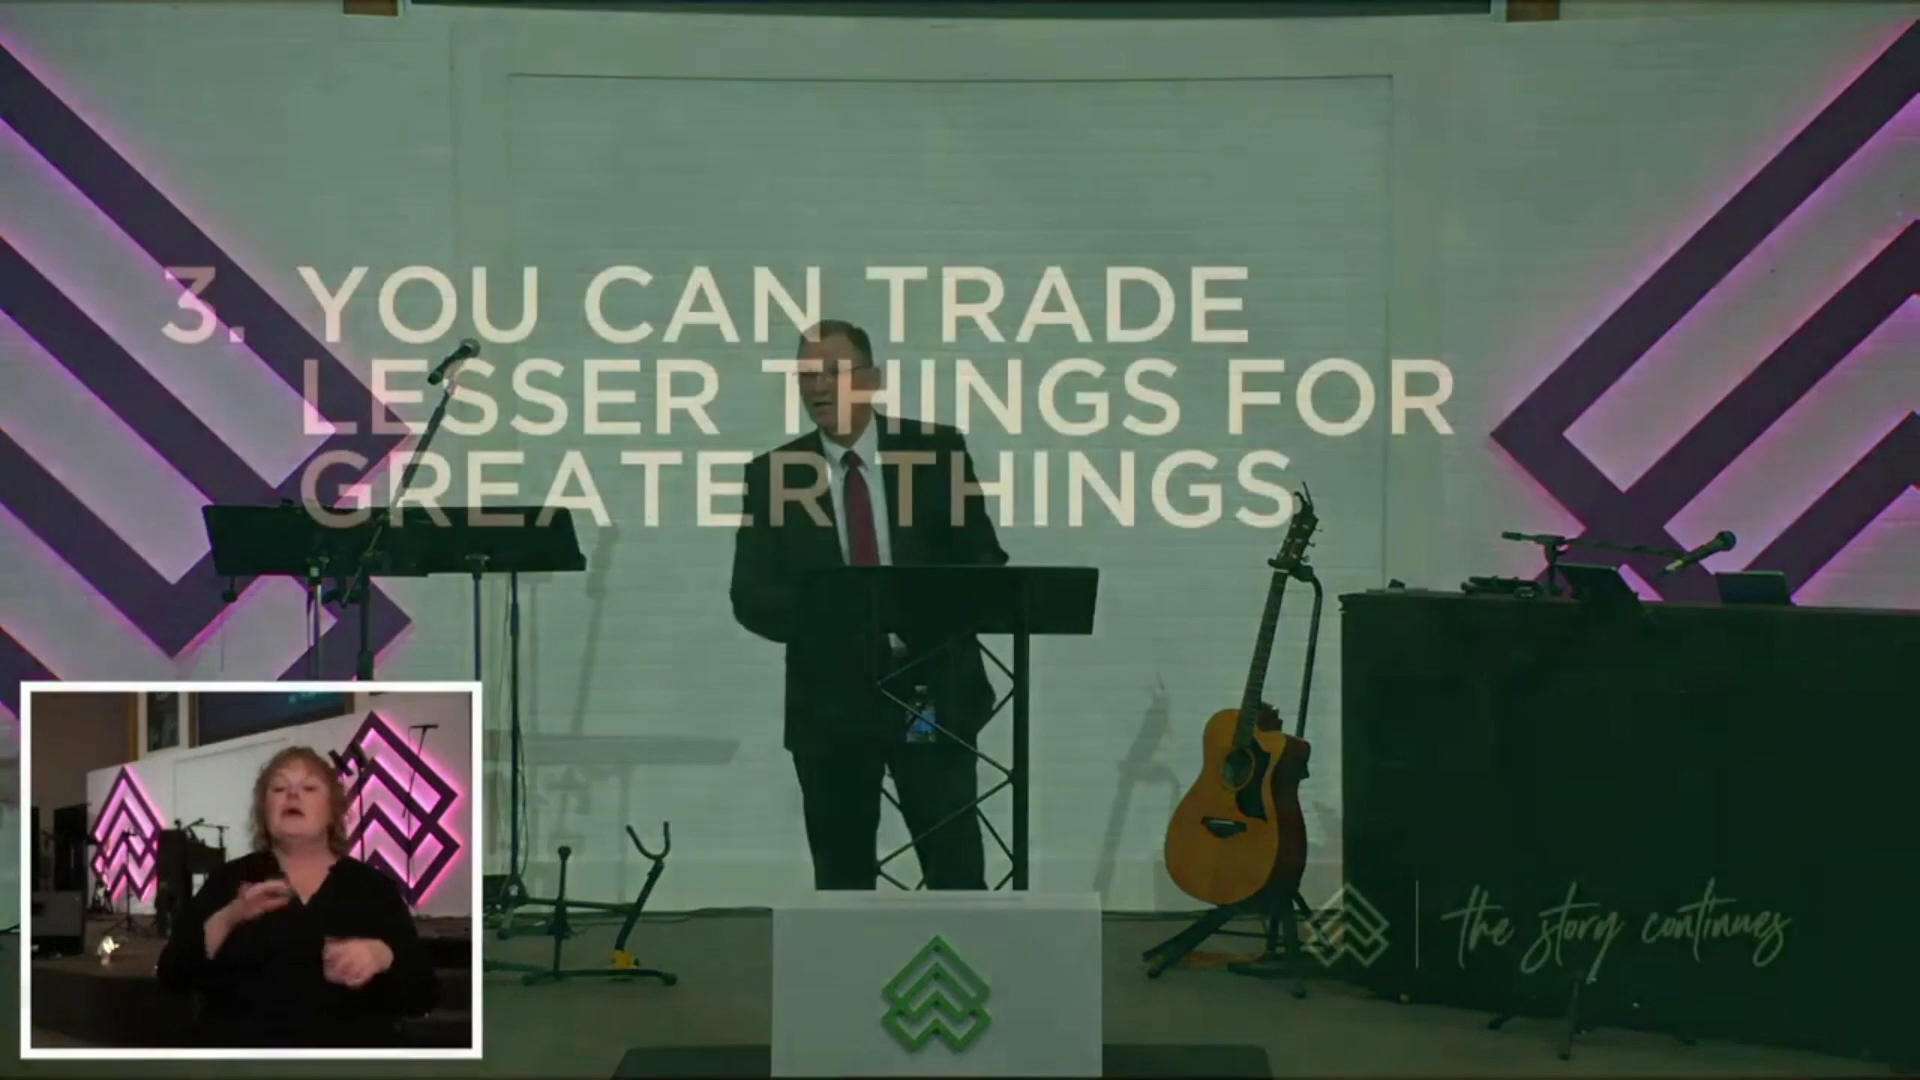 3. YOU CAN TRADE
LESSER THINGS FOR
GREATER THINGS
the story continues